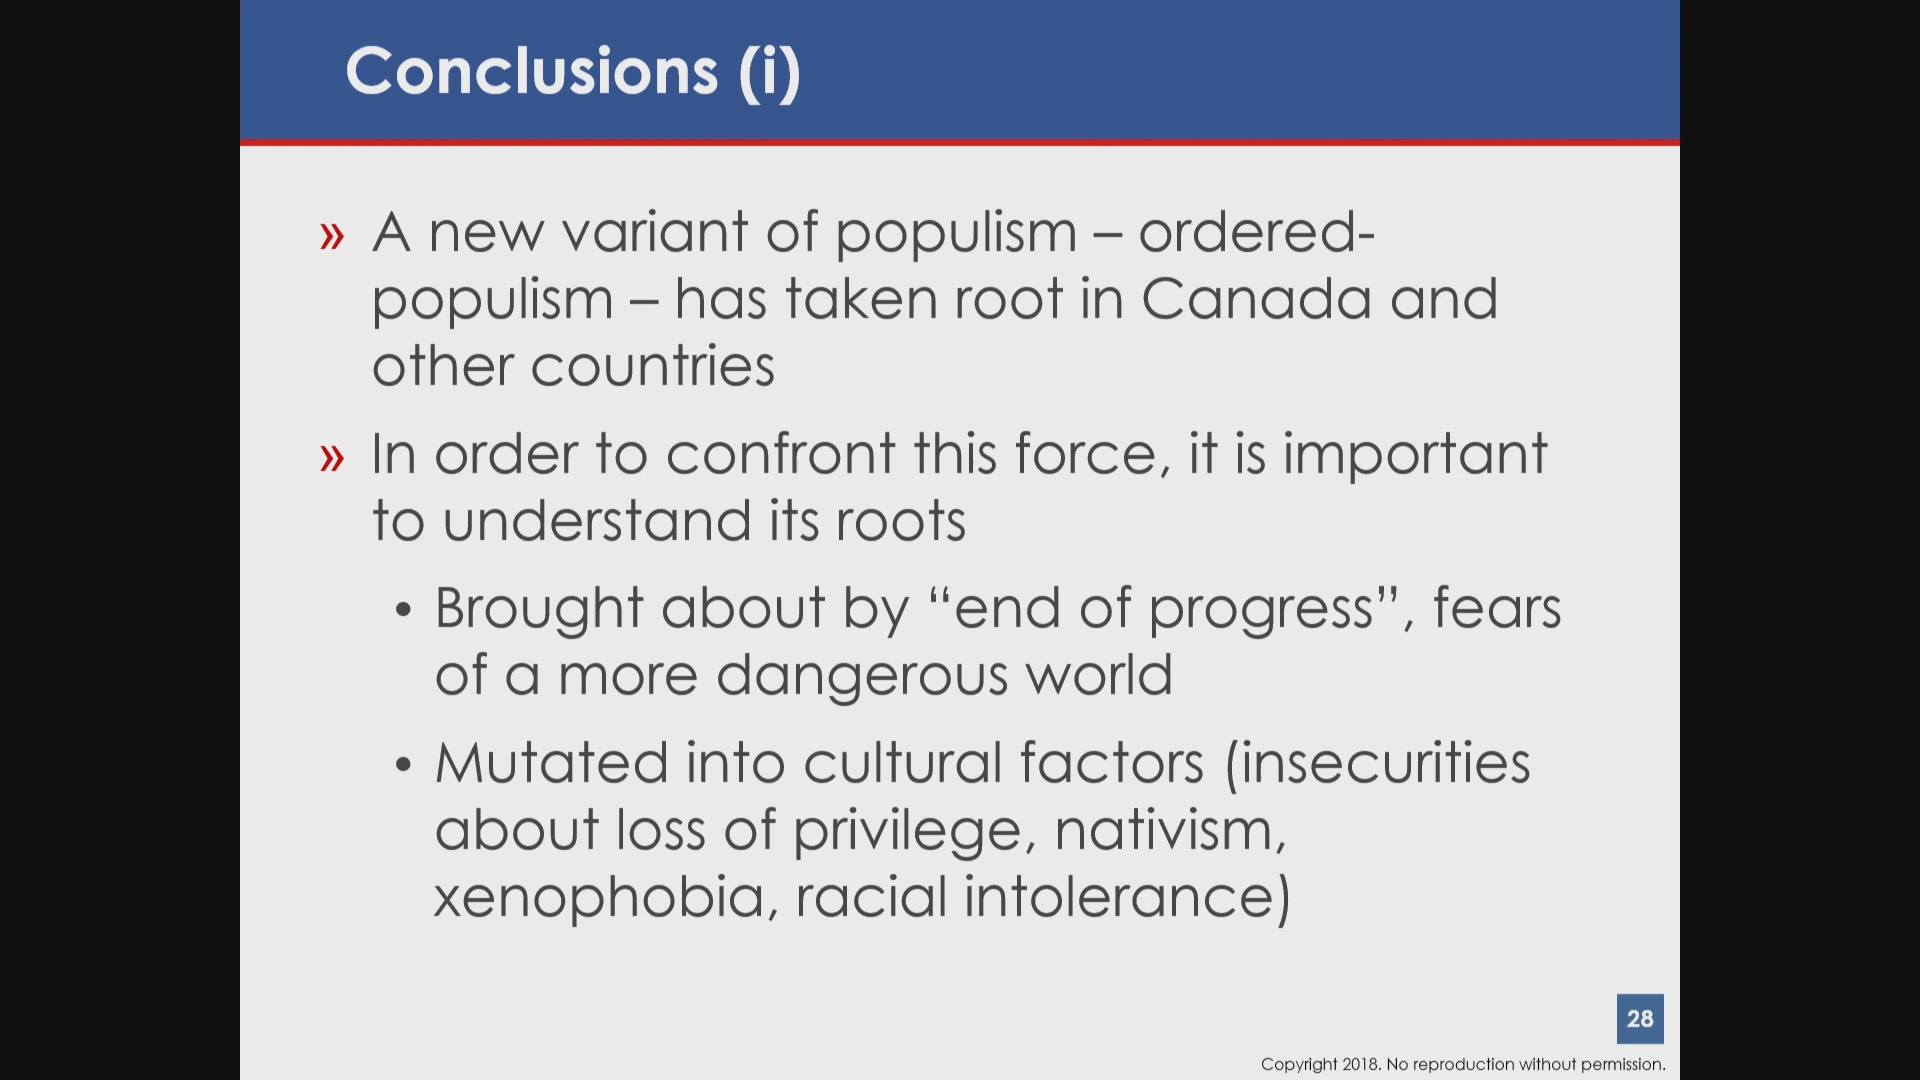 Conclusions (i)
» A new variant of populism – ordered-
populism – has taken root in Canada and
other countries
» In order to confront this force, it is important
to understand its roots
• Brought about by “end of progress”, fears
of a more dangerous world
• Mutated into cultural factors (insecurities
about loss of privilege, nativism,
xenophobia, racial intolerance)
28
Copyright 2018. No reproduction without permission.